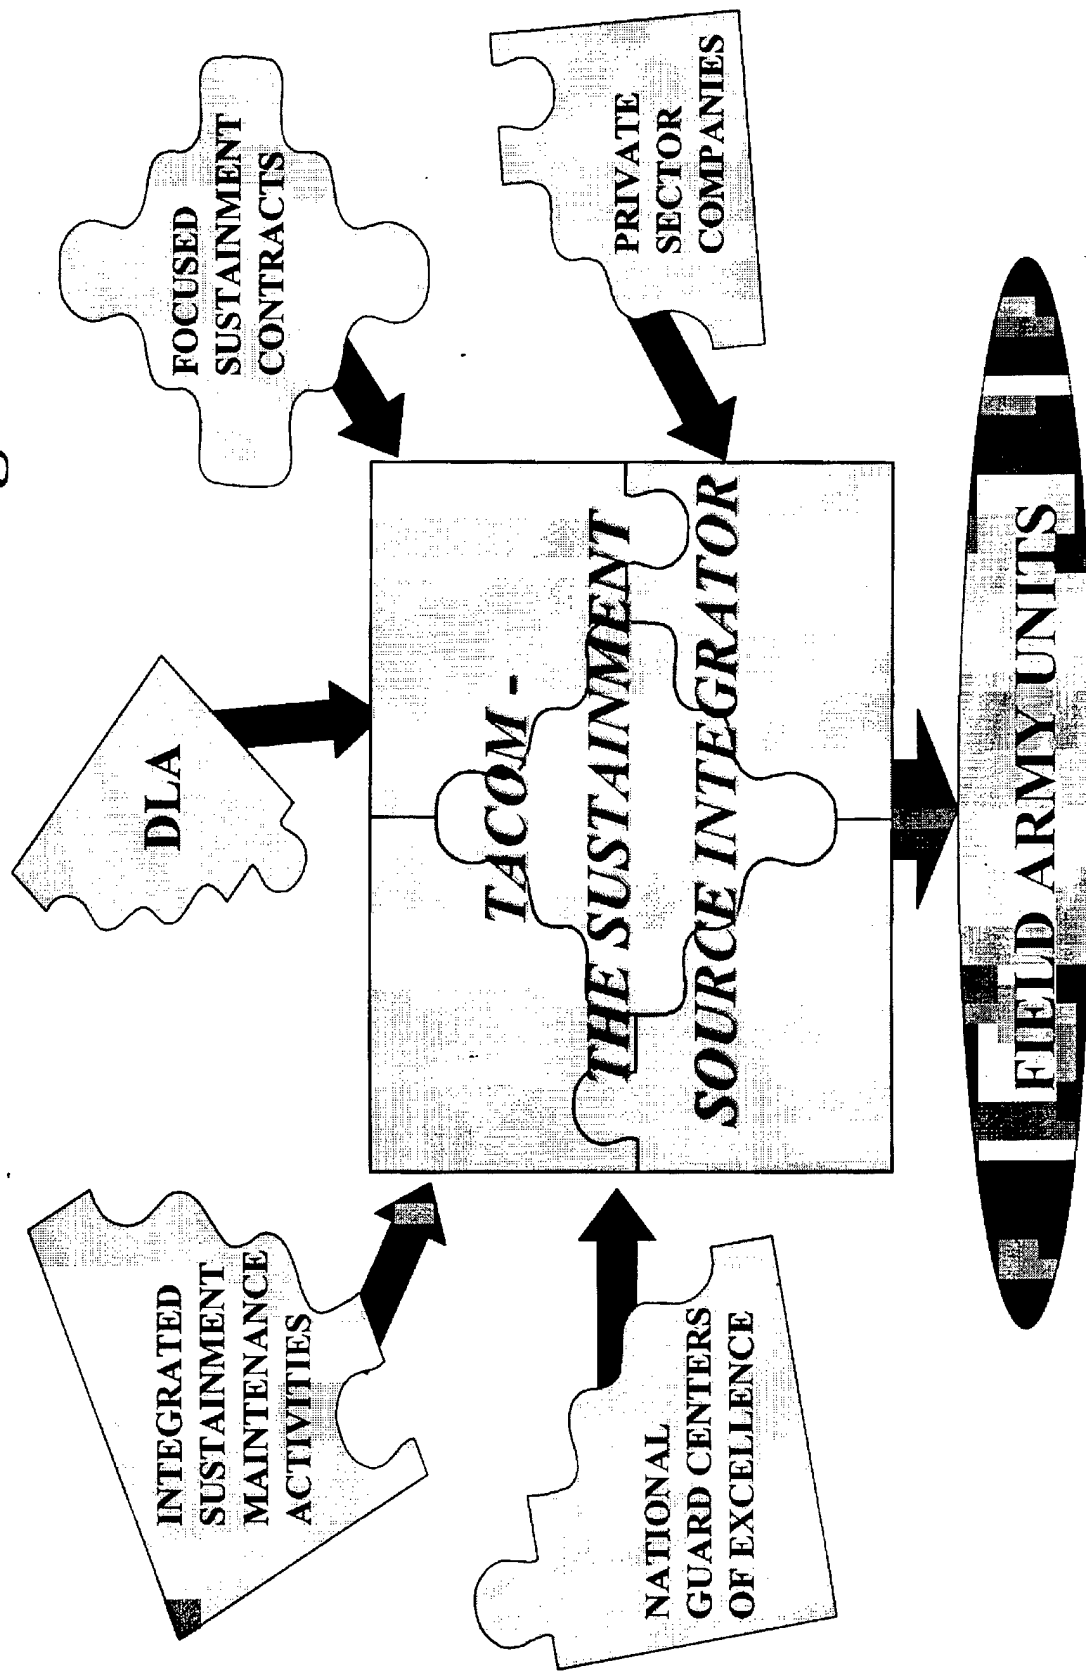 INTEGRATED
SUSTAINMENT
MAINTENANCE
ACTIVITIES
DLA
FOCUSED
SUSTAINMENT
CONTRACTS
NATIONAL
GUARD CENTERS
OF EXCELLENCE
TACOM -
THE SUSTAINMENT
SOURCE INTEGRATOR
PRIVATE
SECTOR
COMPANIES
FIELD ARMY UNITS